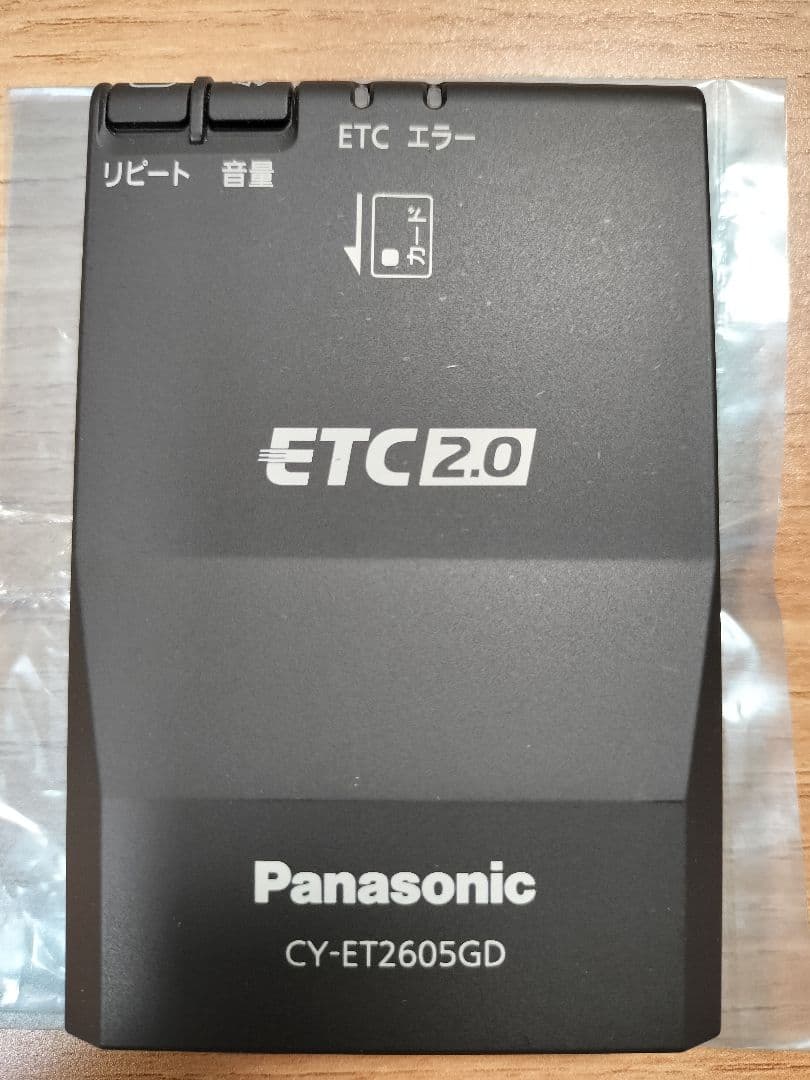 ETC エラー
リピート 音量
カード
ETC 2.0
Panasonic
CY-ET2605GD